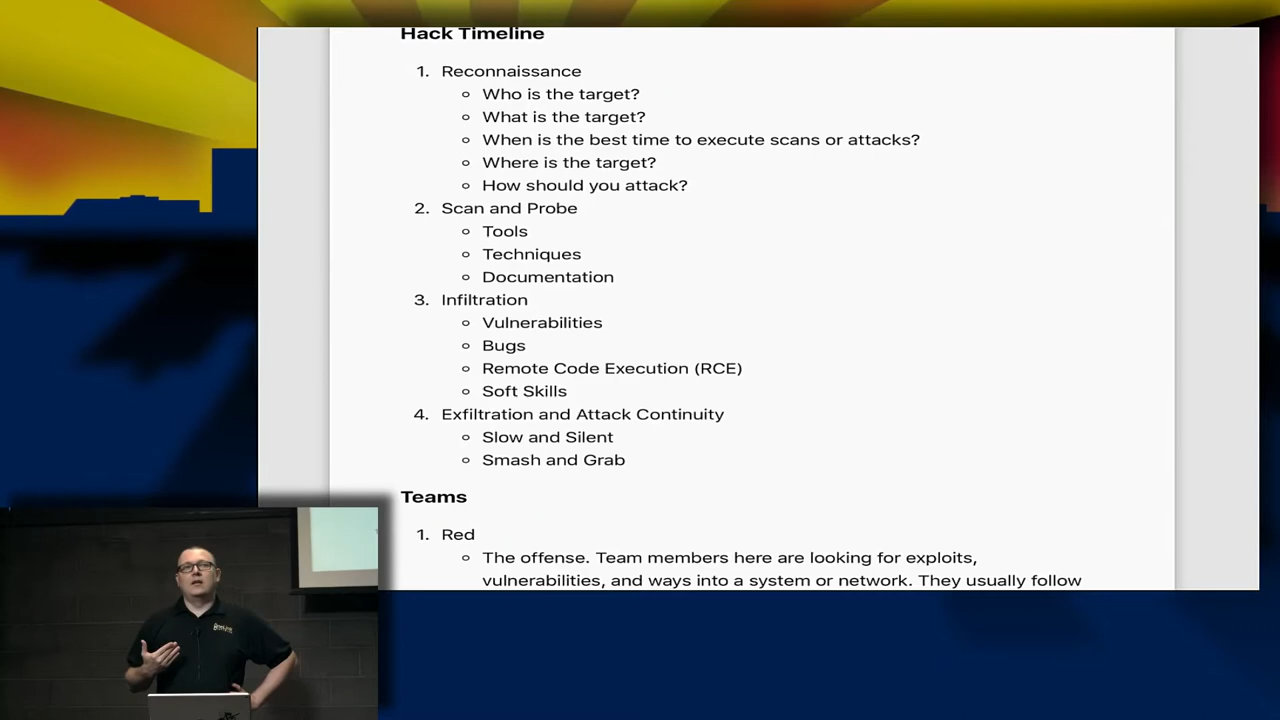 Hack Timeline
1. Reconnaissance
○ Who is the target?
○ What is the target?
○ When is the best time to execute scans or attacks?
○ Where is the target?
○ How should you attack?
2. Scan and Probe
○ Tools
○ Techniques
○ Documentation
3. Infiltration
○ Vulnerabilities
○ Bugs
○ Remote Code Execution (RCE)
○ Soft Skills
4. Exfiltration and Attack Continuity
○ Slow and Silent
○ Smash and Grab
Teams
1. Red
○ The offense. Team members here are looking for exploits,
vulnerabilities, and ways into a system or network. They usually follow